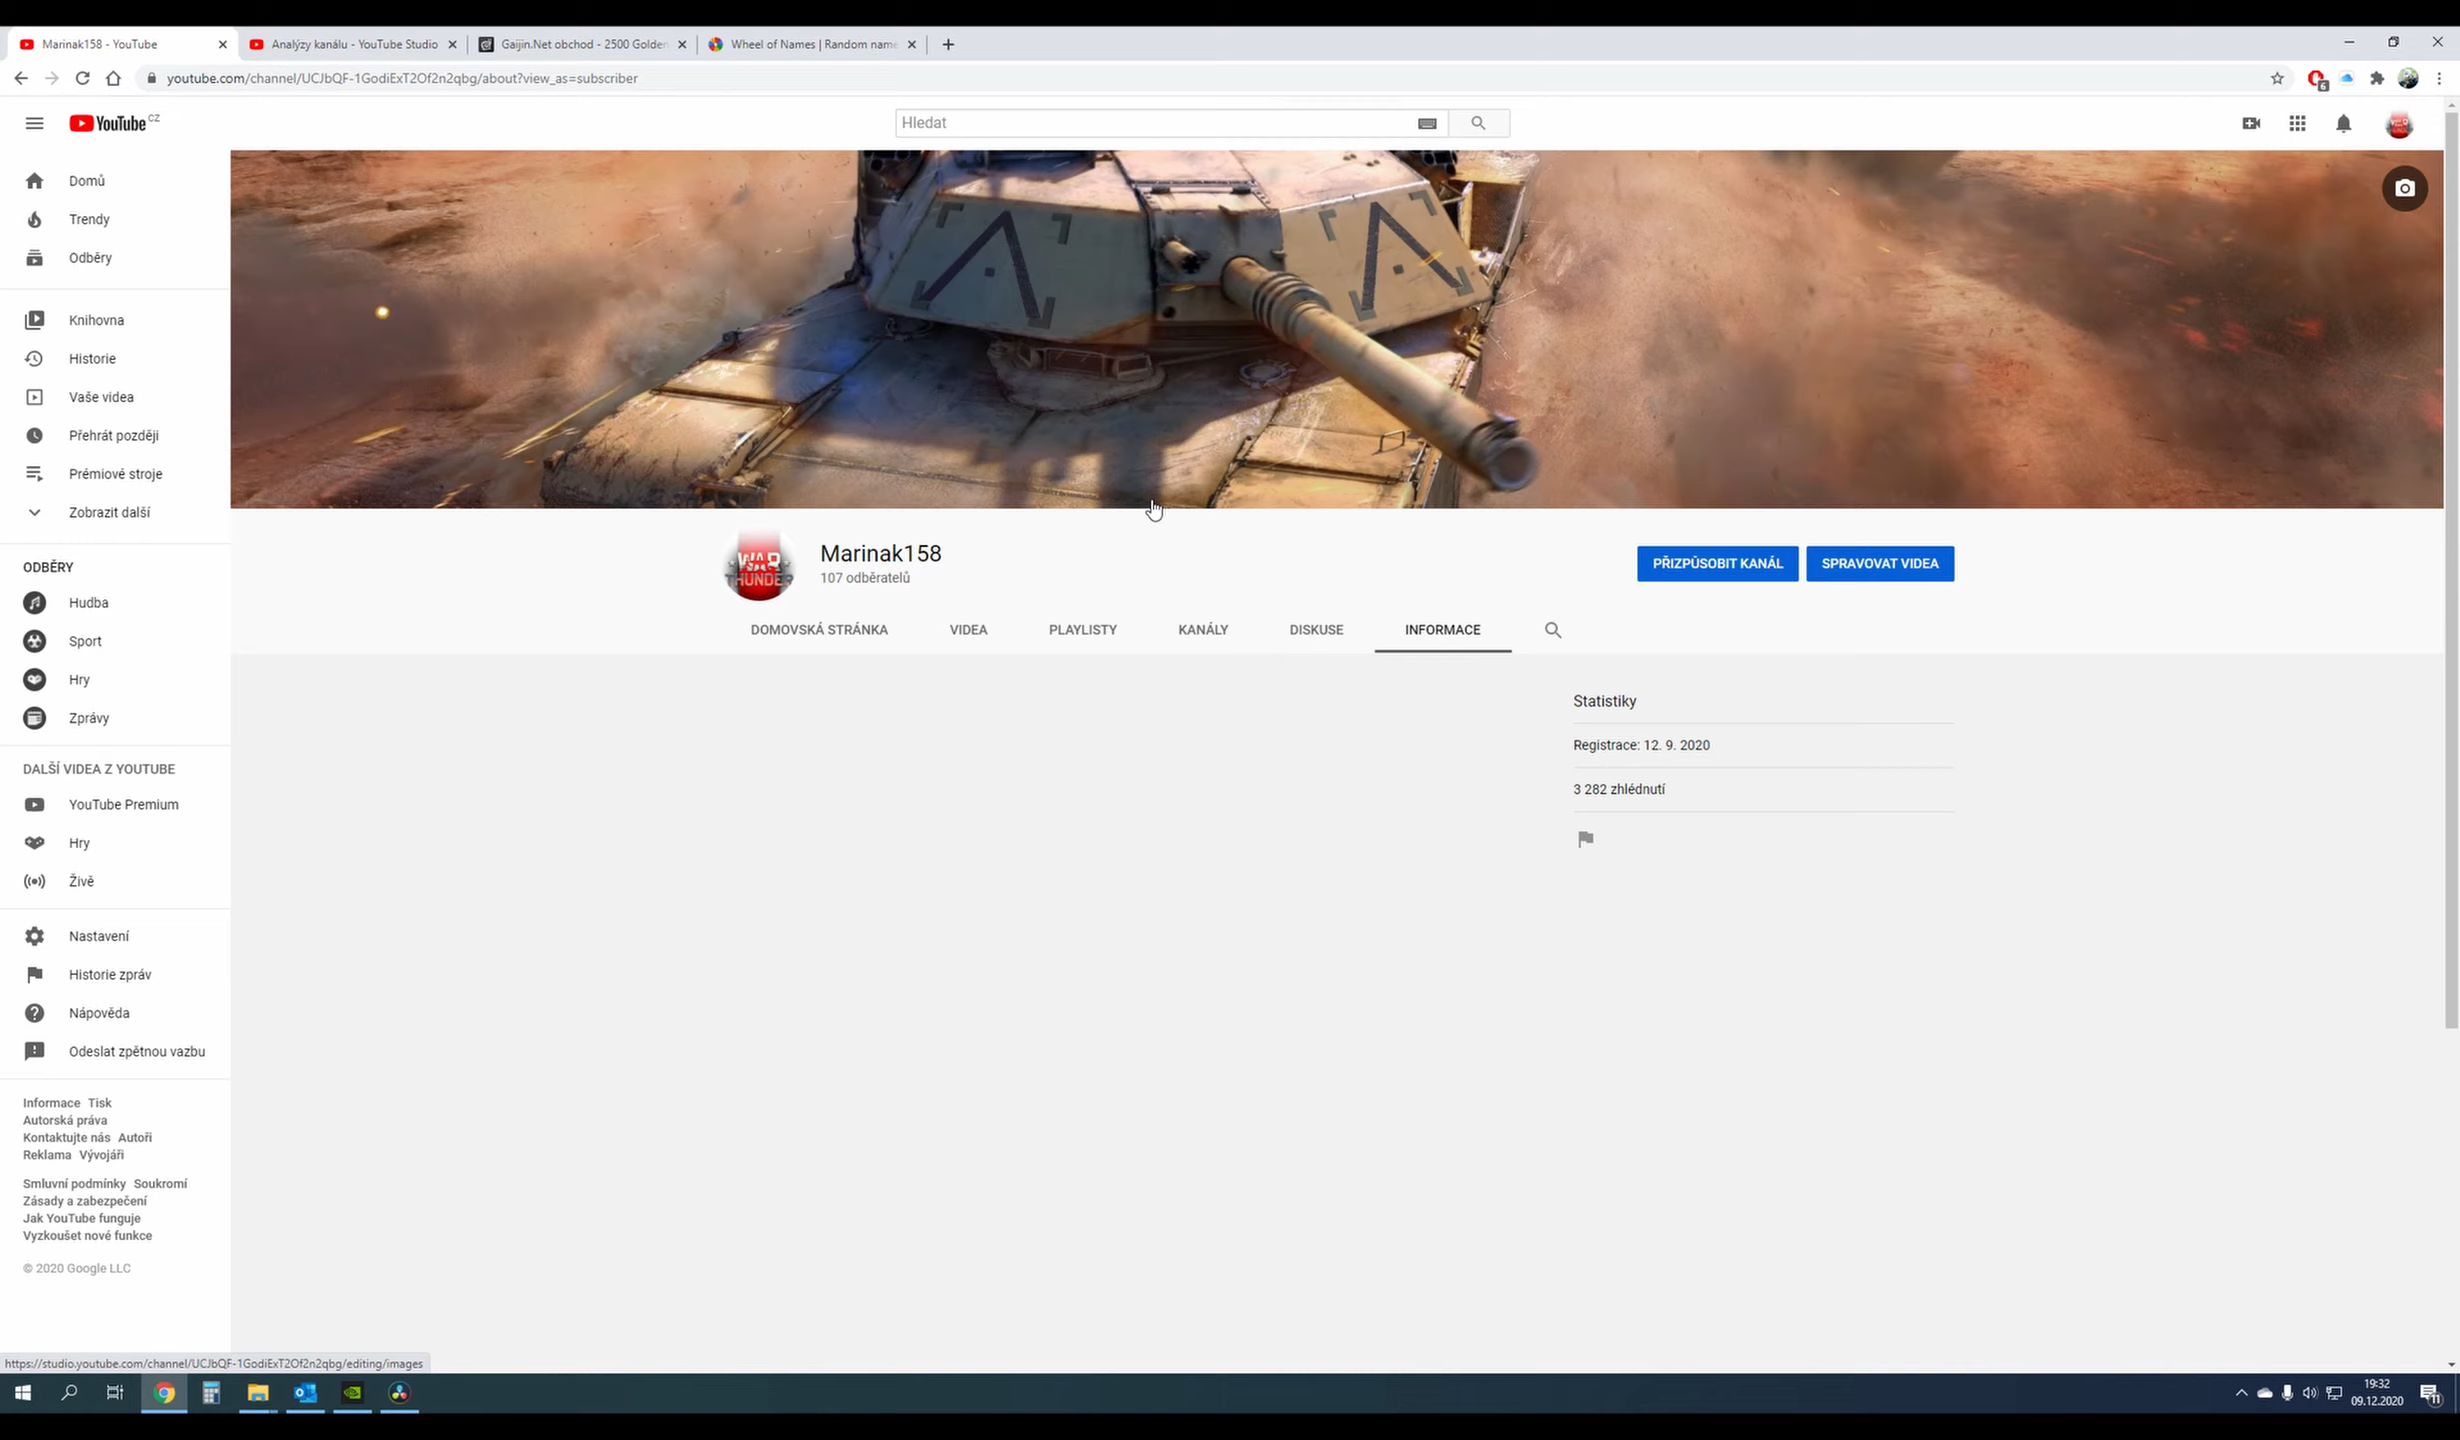 Marinak158 - YouTube
Analýzy kanálu - YouTube Studio
Gaijin.Net obchod - 2500 Golden
Wheel of Names | Random name
youtube.com/channel/UCJbQF-1GodiExT2Of2n2qbg/about?view_as=subscriber
6
YouTube CZ
Hledat
Domů
Trendy
Odběry
Knihovna
Historie
Vaše videa
Přehrát později
Prémiové stroje
Zobrazit další
ODBĚRY
Hudba
Sport
Hry
Zprávy
DALŠÍ VIDEA Z YOUTUBE
YouTube Premium
Hry
Živě
Nastavení
Historie zpráv
Nápověda
Odeslat zpětnou vazbu
Informace Tisk
Autorská práva
Kontaktujte nás Autoři
Reklama Vývojáři
Smluvní podmínky Soukromí
Zásady a zabezpečení
Jak YouTube funguje
Vyzkoušet nové funkce
© 2020 Google LLC
WAR
THUNDER
Marinak158
107 odběratelů
PŘIZPŮSOBIT KANÁL
SPRAVOVAT VIDEA
DOMOVSKÁ STRÁNKA VIDEA PLAYLISTY KANÁLY DISKUSE INFORMACE
Statistiky
Registrace: 12. 9. 2020
3 282 zhlédnutí
https://studio.youtube.com/channel/UCJbQF-1GodiExT2Of2n2qbg/editing/images
19:32
09.12.2020
11